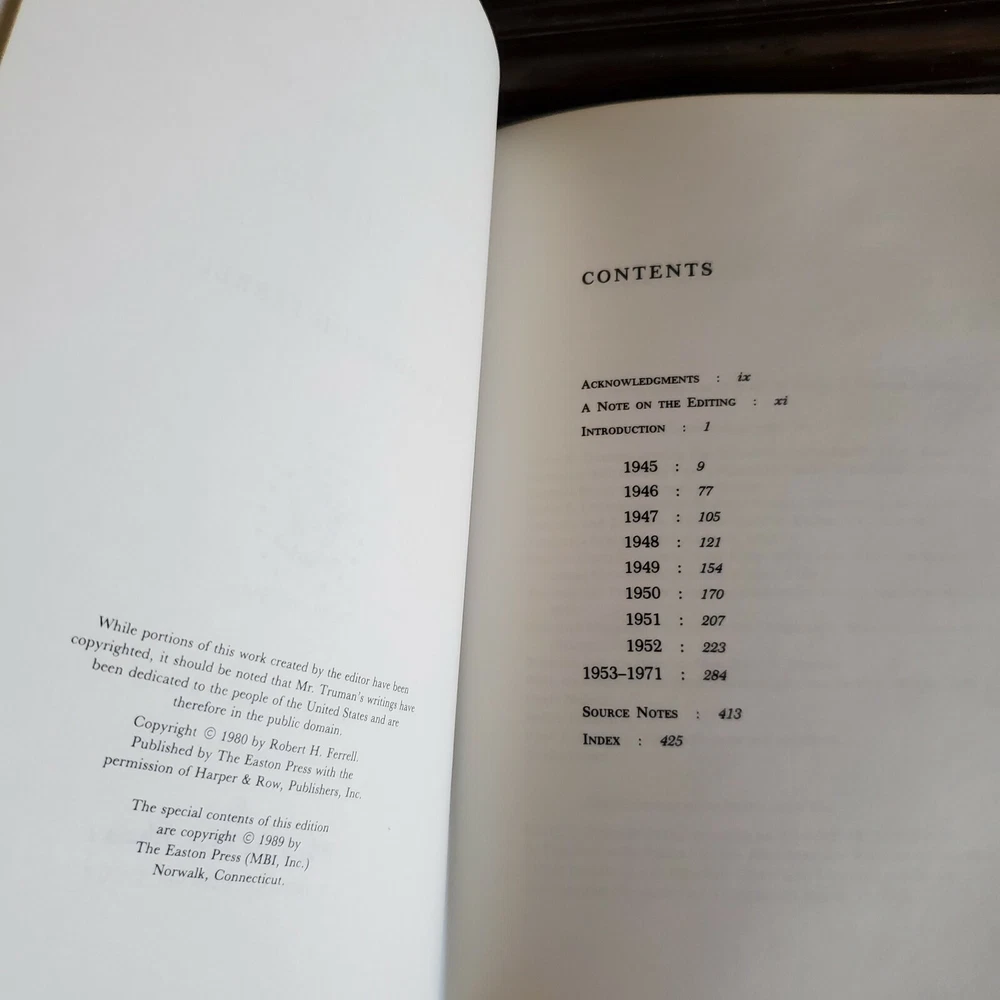 While portions of this work created by the editor have been
copyrighted, it should be noted that Mr. Truman's writings have
been dedicated to the people of the United States and are
therefore in the public domain.
Copyright © 1980 by Robert H. Ferrell.
Published by The Easton Press with the
permission of Harper & Row, Publishers, Inc.
The special contents of this edition
are copyright © 1989 by
The Easton Press (MBI, Inc.)
Norwalk, Connecticut.
CONTENTS
ACKNOWLEDGMENTS : ix
A NOTE ON THE EDITING : xi
INTRODUCTION : 1
1945 : 9
1946 : 77
1947 : 105
1948 : 121
1949 : 154
1950 : 170
1951 : 207
1952 : 223
1953–1971 : 284
SOURCE NOTES : 413
INDEX : 425